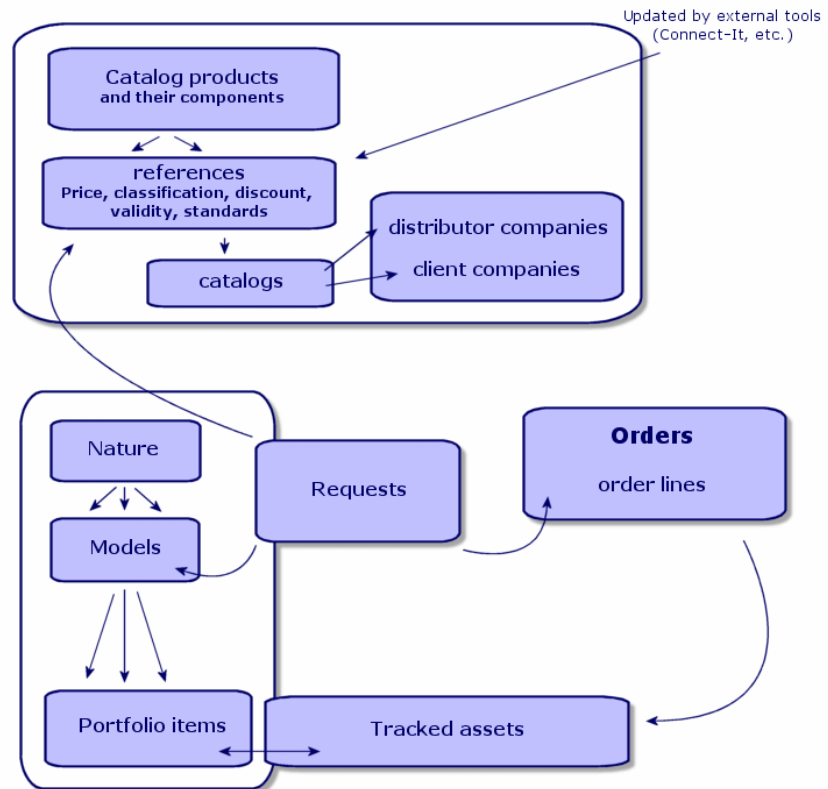 Updated by external tools
(Connect-It, etc.)
Catalog products
and their components
references
Price, classification, discount,
validity, standards
distributor companies
catalogs
client companies
Nature
Orders
Requests
order lines
Models
Portfolio items
Tracked assets